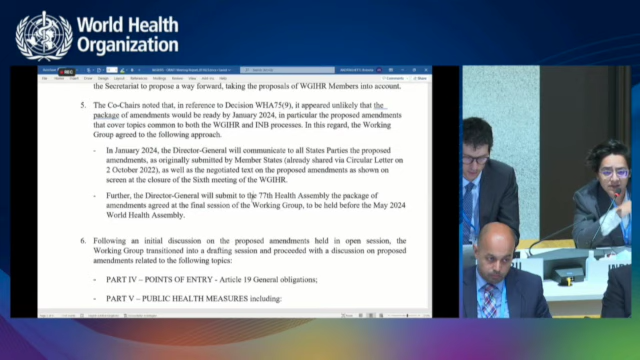 World Health
Organization
the Secretariat to propose a way forward, taking the proposals of WGIHR Members into account.
5. The Co-Chairs noted that, in reference to Decision WHA75(9), it appeared unlikely that the
package of amendments would be ready by January 2024, in particular the proposed amendments
that cover topics common to both the WGIHR and INB processes. In this regard, the Working
Group agreed to the following approach.
- In January 2024, the Director-General will communicate to all States Parties the proposed
amendments, as originally submitted by Member States (already shared via Circular Letter on
2 October 2022), as well as the negotiated text on the proposed amendments as shown on
screen at the closure of the Sixth meeting of the WGIHR.
- Further, the Director-General will submit to the 77th Health Assembly the package of
amendments agreed at the final session of the Working Group, to be held before the May 2024
World Health Assembly.
6. Following an initial discussion on the proposed amendments held in open session, the
Working Group transitioned into a drafting session and proceeded with a discussion on proposed
amendments related to the following topics:
- PART IV – POINTS OF ENTRY - Article 19 General obligations;
- PART V – PUBLIC HEALTH MEASURES including: